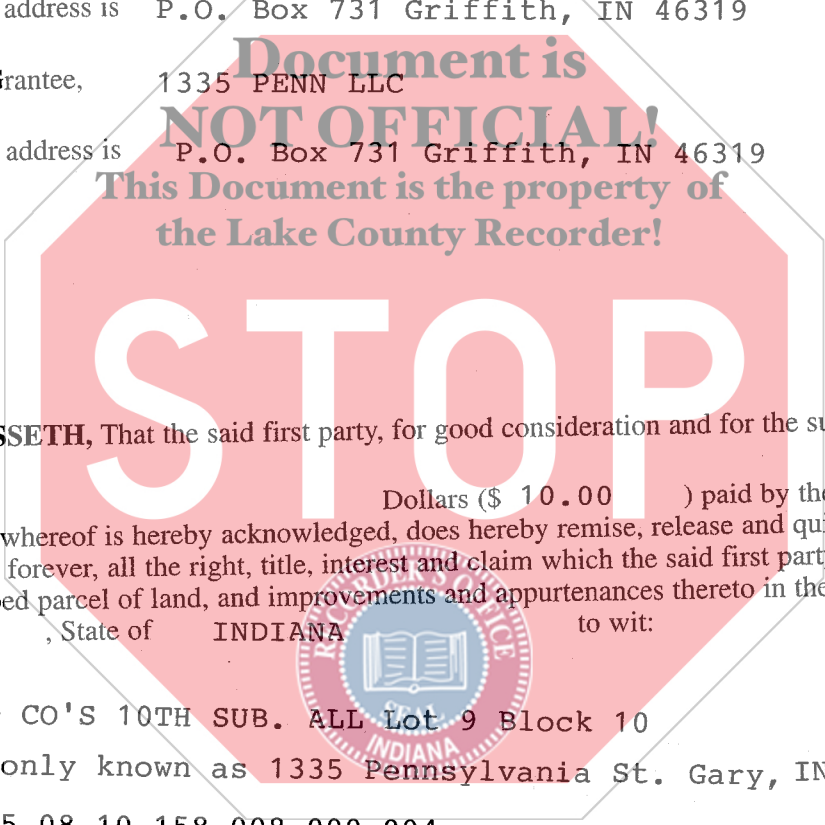 address is P.O. Box 731 Griffith, IN 46319
Document is
Grantee, 1335 PENN LLC
NOT OFFICIAL!
address is P.O. Box 731 Griffith, IN 46319
This Document is the property of
the Lake County Recorder!
STOP
SSETH, That the said first party, for good consideration and for the su
Dollars ($ 10.00 ) paid by the
whereof is hereby acknowledged, does hereby remise, release and qui
forever, all the right, title, interest and claim which the said first party
ed parcel of land, and improvements and appurtenances thereto in the
, State of INDIANA to wit:
RECORDER'S OFFICE
SEAL
INDIANA
CO'S 10TH SUB. ALL Lot 9 Block 10
only known as 1335 Pennsylvania St. Gary, IN